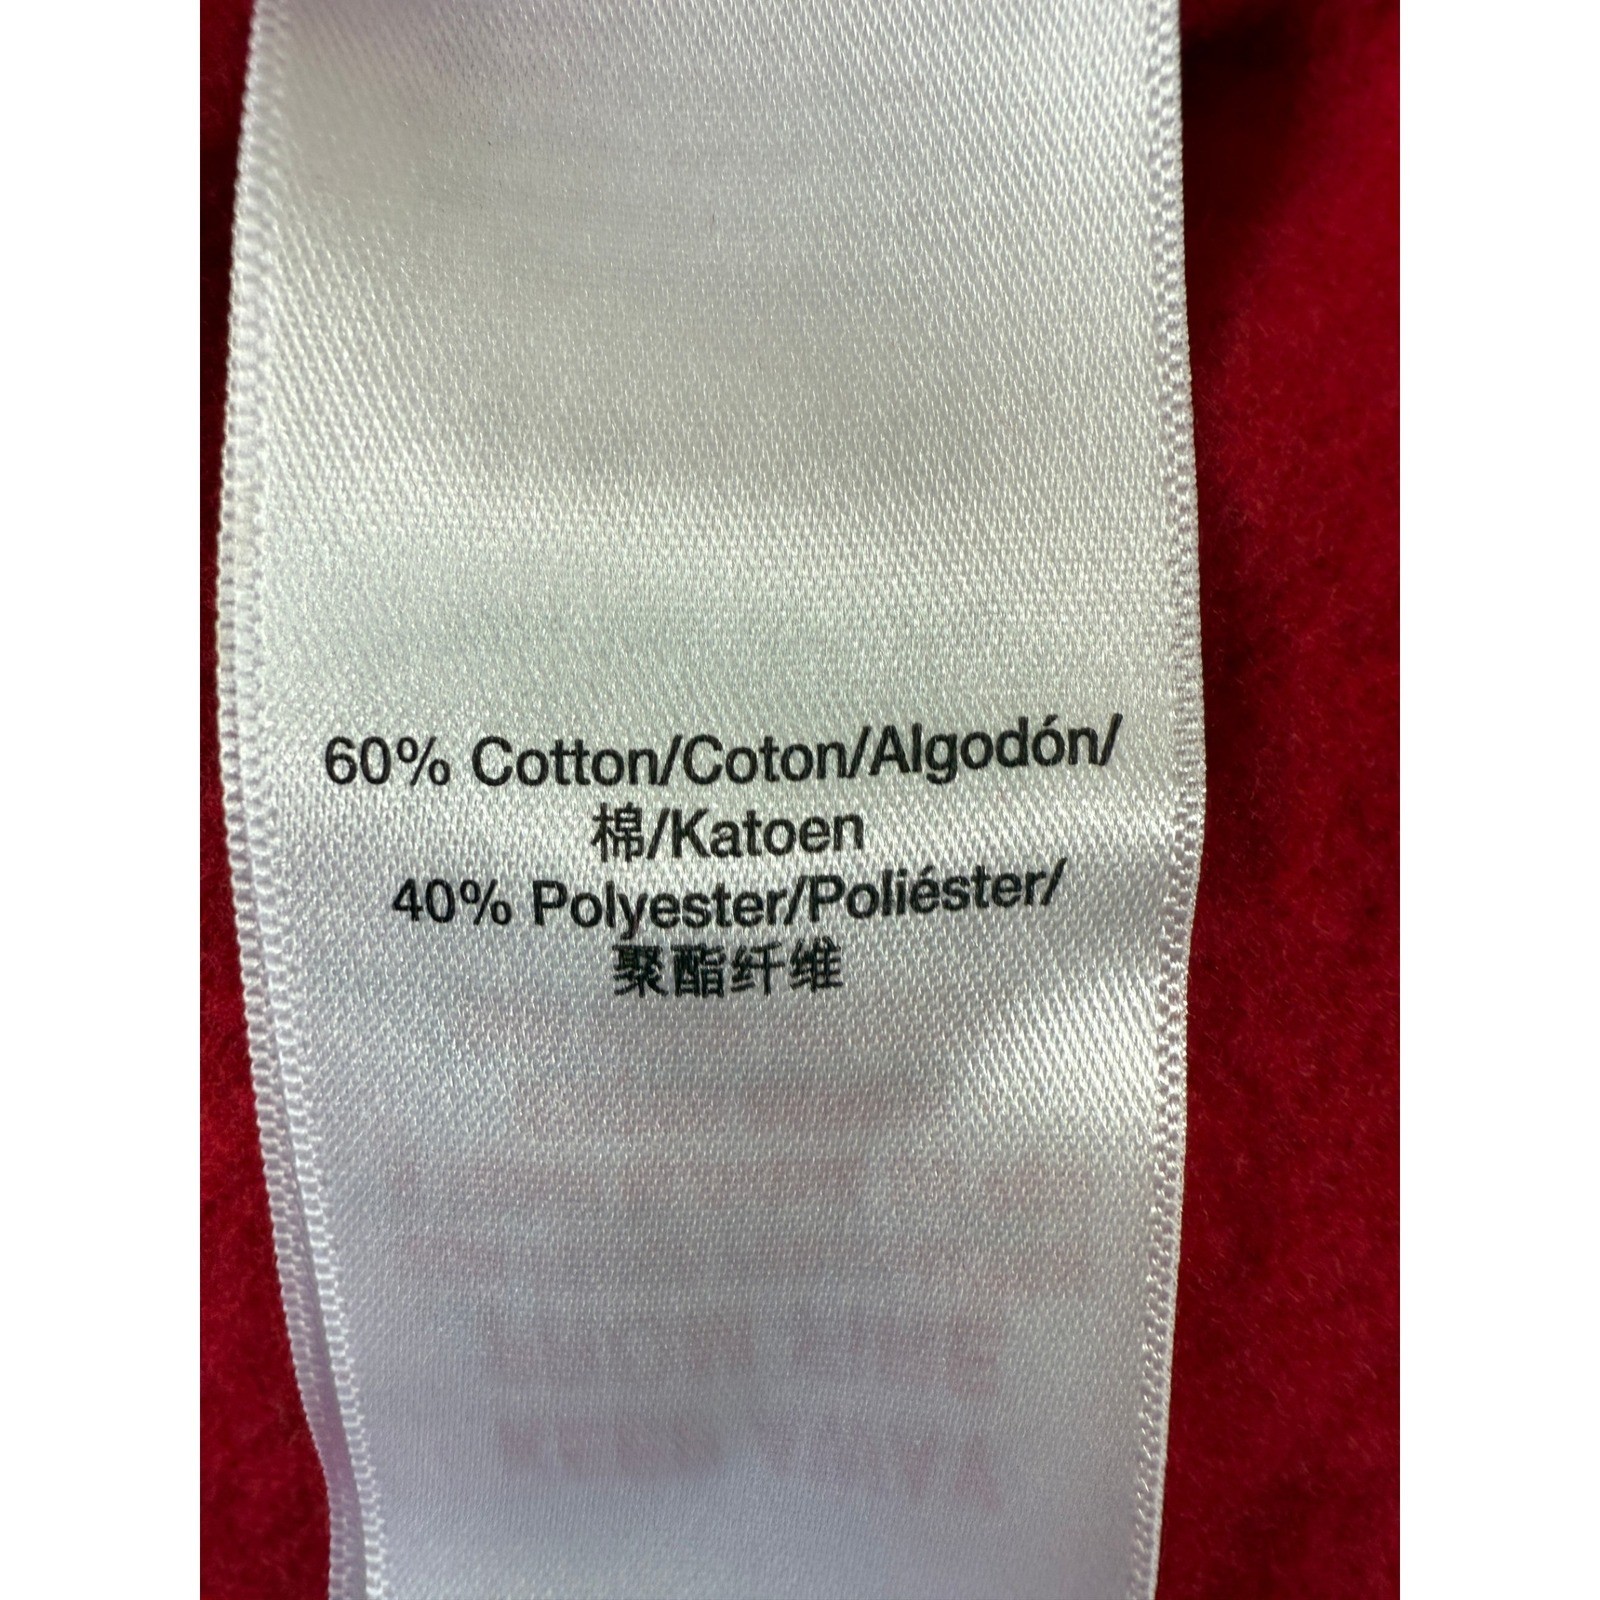 60% Cotton/Coton/Algodón/
棉/Katoen
40% Polyester/Poliéster/
聚酯纤维